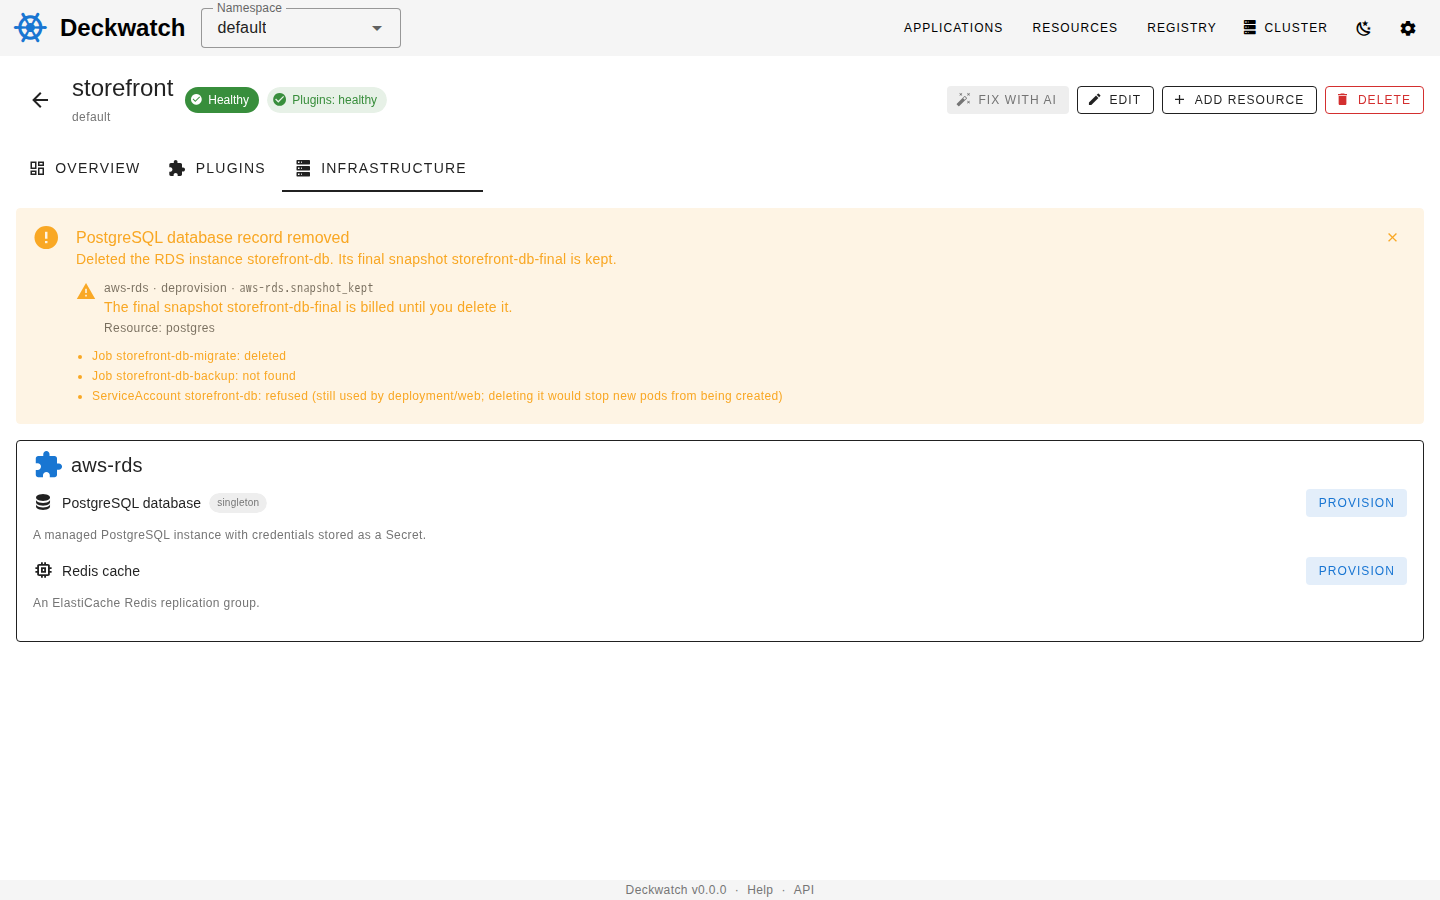 Deckwatch
Namespace
default
APPLICATIONS
RESOURCES
REGISTRY
CLUSTER
storefront
default
Healthy
Plugins: healthy
FIX WITH AI
EDIT
ADD RESOURCE
DELETE
OVERVIEW
PLUGINS
INFRASTRUCTURE
PostgreSQL database record removed
Deleted the RDS instance storefront-db. Its final snapshot storefront-db-final is kept.
aws-rds · deprovision · aws-rds.snapshot_kept
The final snapshot storefront-db-final is billed until you delete it.
Resource: postgres
• Job storefront-db-migrate: deleted
• Job storefront-db-backup: not found
• ServiceAccount storefront-db: refused (still used by deployment/web; deleting it would stop new pods from being created)
aws-rds
PostgreSQL database singleton
PROVISION
A managed PostgreSQL instance with credentials stored as a Secret.
Redis cache
PROVISION
An ElastiCache Redis replication group.
Deckwatch v0.0.0 · Help · API